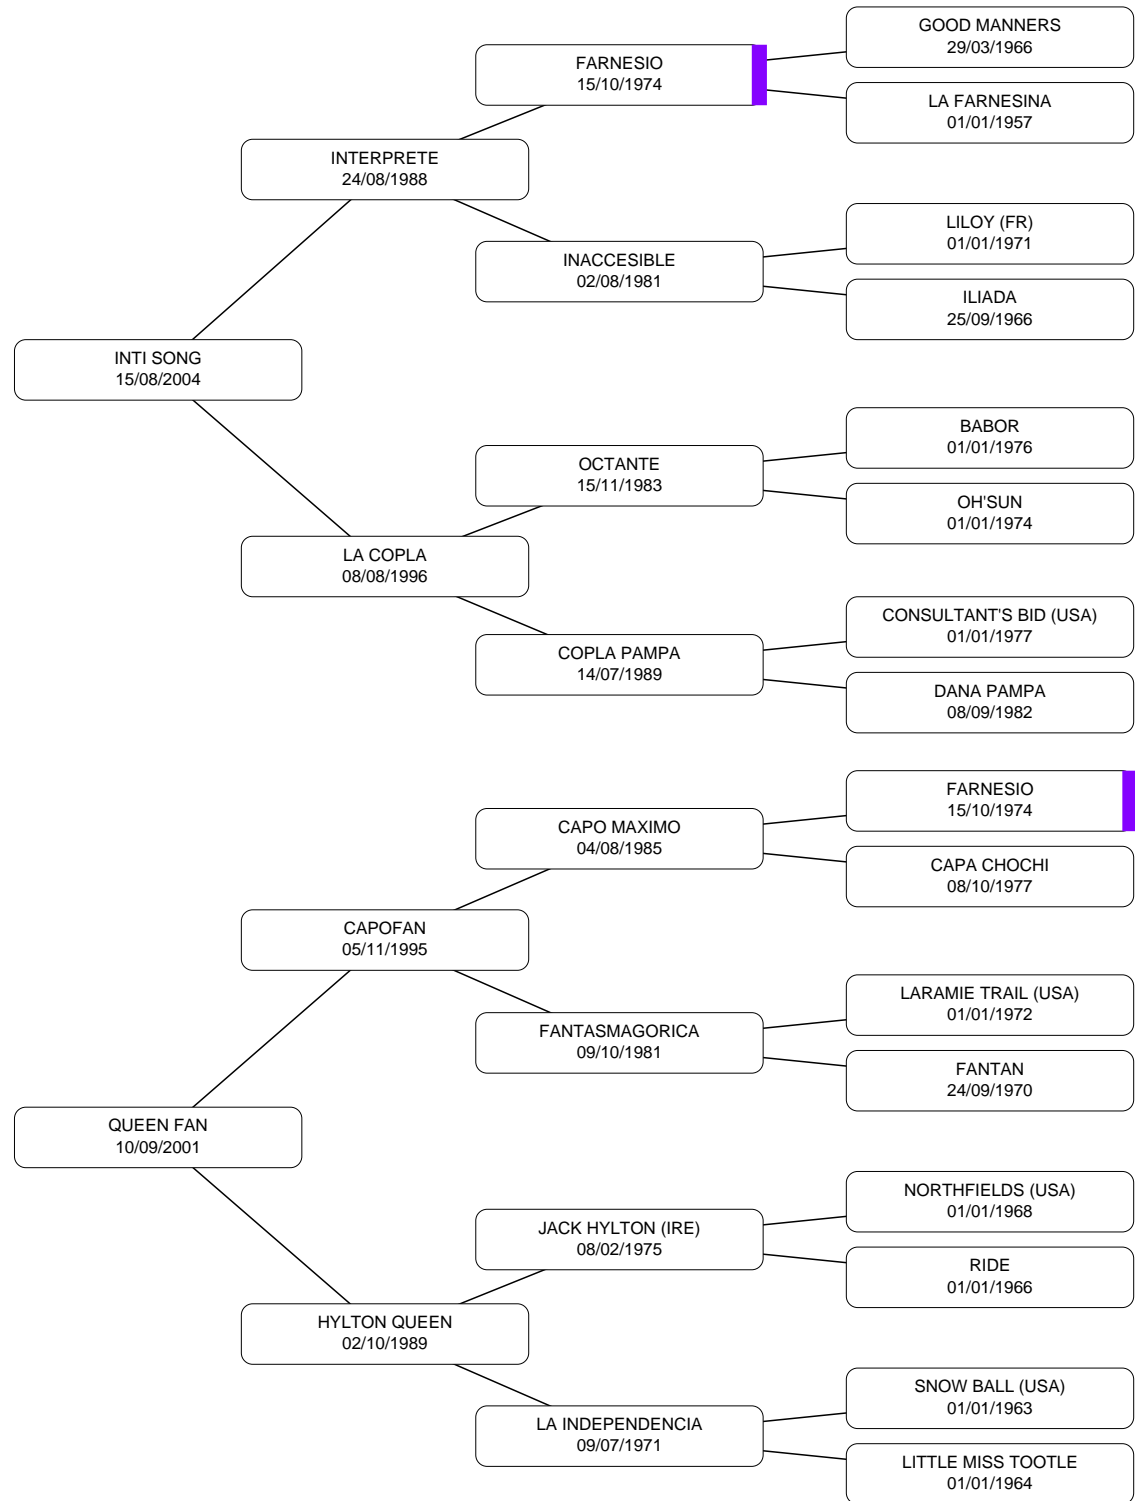 GOOD MANNERS
29/03/1966
FARNESIO
15/10/1974
LA FARNESINA
01/01/1957
INTERPRETE
24/08/1988
LILOY (FR)
01/01/1971
INACCESIBLE
02/08/1981
ILIADA
25/09/1966
INTI SONG
15/08/2004
BABOR
01/01/1976
OCTANTE
15/11/1983
OH'SUN
01/01/1974
LA COPLA
08/08/1996
CONSULTANT'S BID (USA)
01/01/1977
COPLA PAMPA
14/07/1989
DANA PAMPA
08/09/1982
FARNESIO
15/10/1974
CAPO MAXIMO
04/08/1985
CAPA CHOCHI
08/10/1977
CAPOFAN
05/11/1995
LARAMIE TRAIL (USA)
01/01/1972
FANTASMAGORICA
09/10/1981
FANTAN
24/09/1970
QUEEN FAN
10/09/2001
NORTHFIELDS (USA)
01/01/1968
JACK HYLTON (IRE)
08/02/1975
RIDE
01/01/1966
HYLTON QUEEN
02/10/1989
SNOW BALL (USA)
01/01/1963
LA INDEPENDENCIA
09/07/1971
LITTLE MISS TOOTLE
01/01/1964